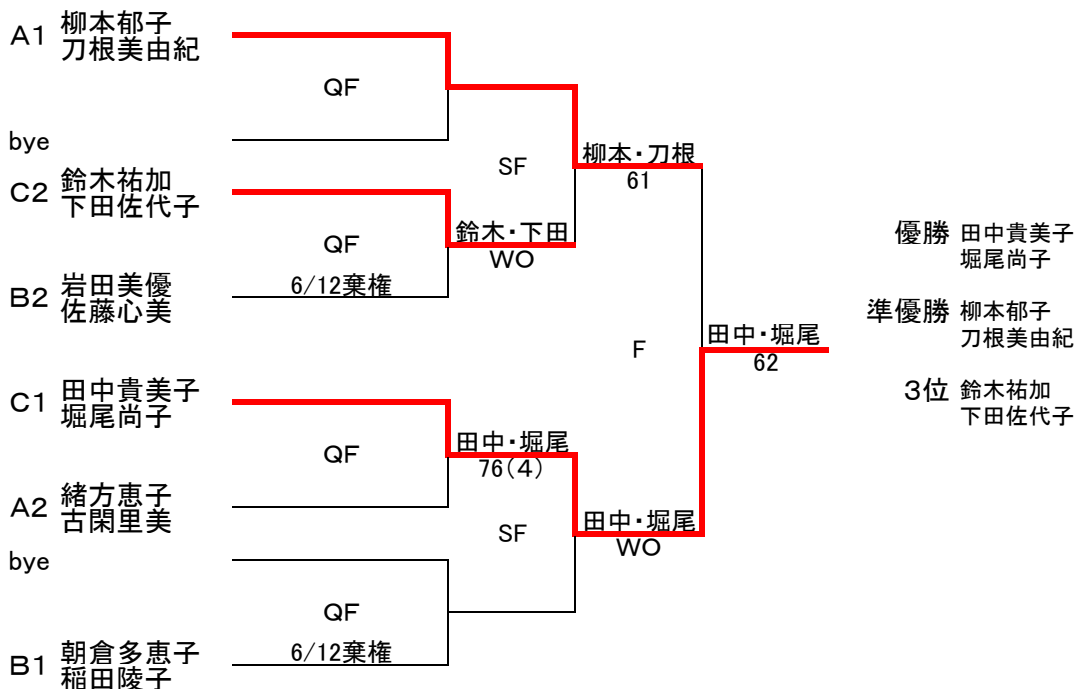 A1 柳本郁子
刀根美由紀
QF
bye
SF
柳本・刀根
61
C2 鈴木祐加
下田佐代子
QF
鈴木・下田
WO
B2 岩田美優
佐藤心美
6/12棄権
F
田中・堀尾
62
C1 田中貴美子
堀尾尚子
QF
田中・堀尾
76(4)
A2 緒方恵子
古閑里美
SF
田中・堀尾
WO
bye
QF
B1 朝倉多恵子
稲田陵子
6/12棄権
優勝 田中貴美子
堀尾尚子
準優勝 柳本郁子
刀根美由紀
3位 鈴木祐加
下田佐代子